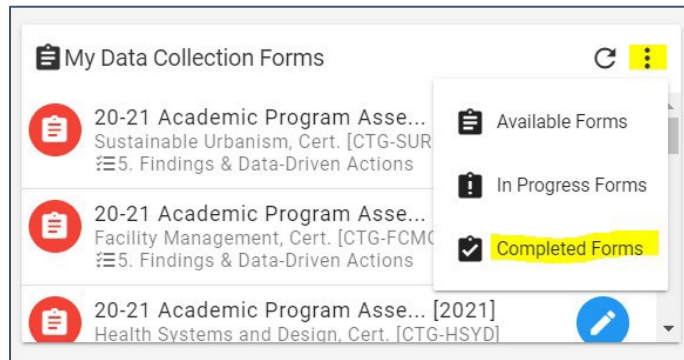 My Data Collection Forms
20-21 Academic Program Asse...
Sustainable Urbanism, Cert. [CTG-SUR
5. Findings & Data-Driven Actions
20-21 Academic Program Asse...
Facility Management, Cert. [CTG-FCMG
5. Findings & Data-Driven Actions
20-21 Academic Program Asse... [2021]
Health Systems and Design, Cert. [CTG-HSYD]
Available Forms
In Progress Forms
Completed Forms